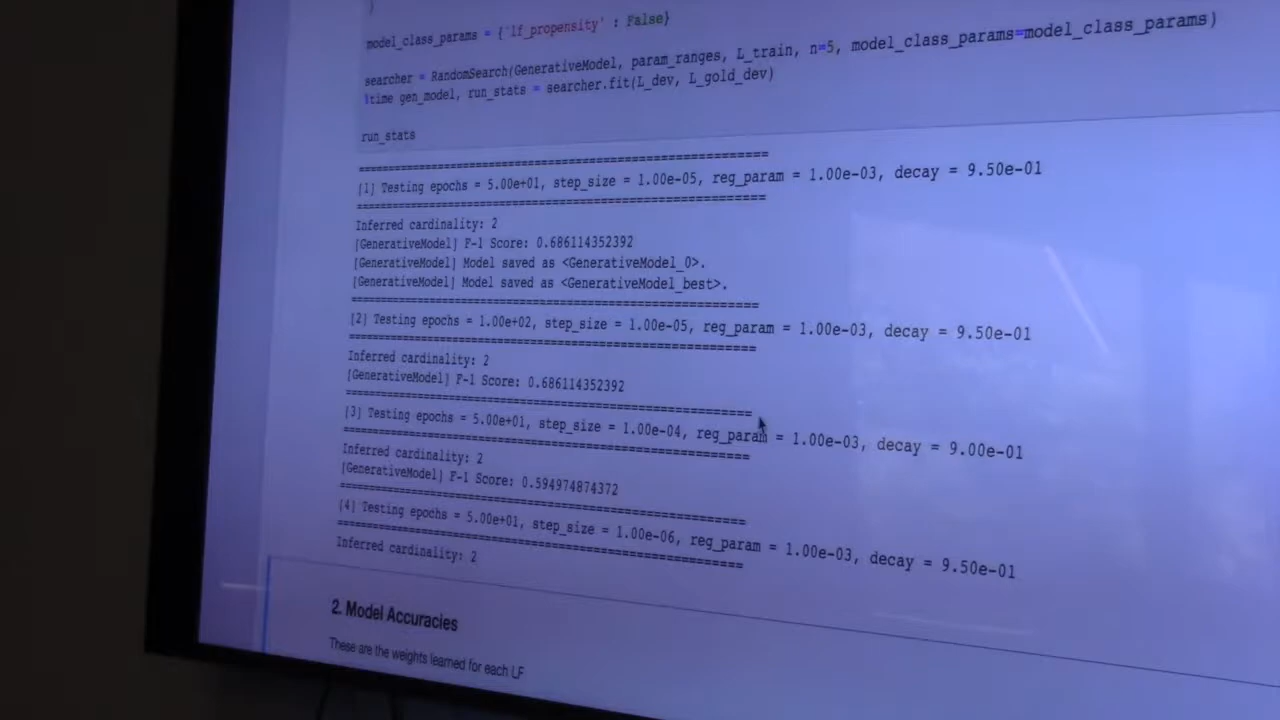 }
model_class_params = {'lf_propensity' : False}
searcher = RandomSearch(GenerativeModel, param_ranges, L_train, n=5, model_class_params=model_class_params)
%time gen_model, run_stats = searcher.fit(L_dev, L_gold_dev)
run_stats
============================================================
[1] Testing epochs = 5.00e+01, step_size = 1.00e-05, reg_param = 1.00e-03, decay = 9.50e-01
============================================================
Inferred cardinality: 2
[GenerativeModel] F-1 Score: 0.686114352392
[GenerativeModel] Model saved as <GenerativeModel_0>.
[GenerativeModel] Model saved as <GenerativeModel_best>.
============================================================
[2] Testing epochs = 1.00e+02, step_size = 1.00e-05, reg_param = 1.00e-03, decay = 9.50e-01
============================================================
Inferred cardinality: 2
[GenerativeModel] F-1 Score: 0.686114352392
============================================================
[3] Testing epochs = 5.00e+01, step_size = 1.00e-04, reg_param = 1.00e-03, decay = 9.00e-01
============================================================
Inferred cardinality: 2
[GenerativeModel] F-1 Score: 0.594974874372
============================================================
[4] Testing epochs = 5.00e+01, step_size = 1.00e-06, reg_param = 1.00e-03, decay = 9.50e-01
============================================================
Inferred cardinality: 2
2. Model Accuracies
These are the weights learned for each LF